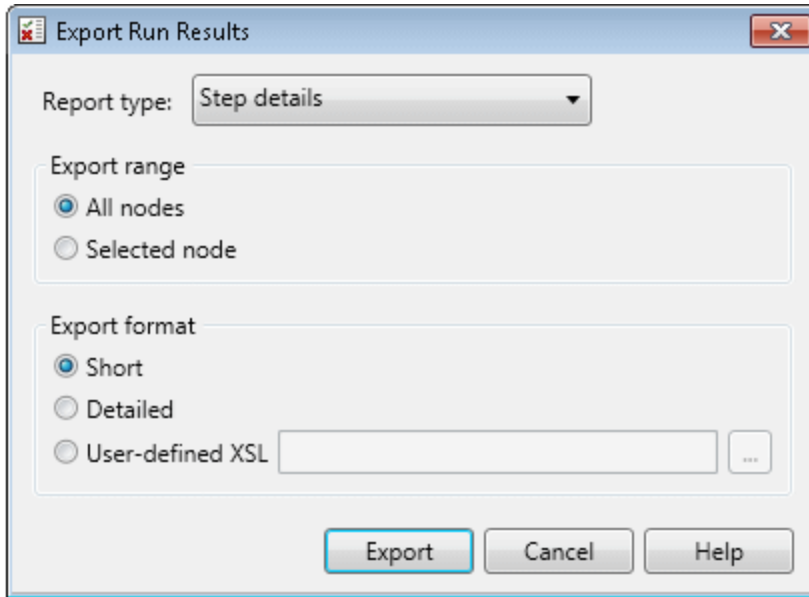 Export Run Results
Report type: Step details
Export range
All nodes
Selected node
Export format
Short
Detailed
User-defined XSL ...
Export Cancel Help